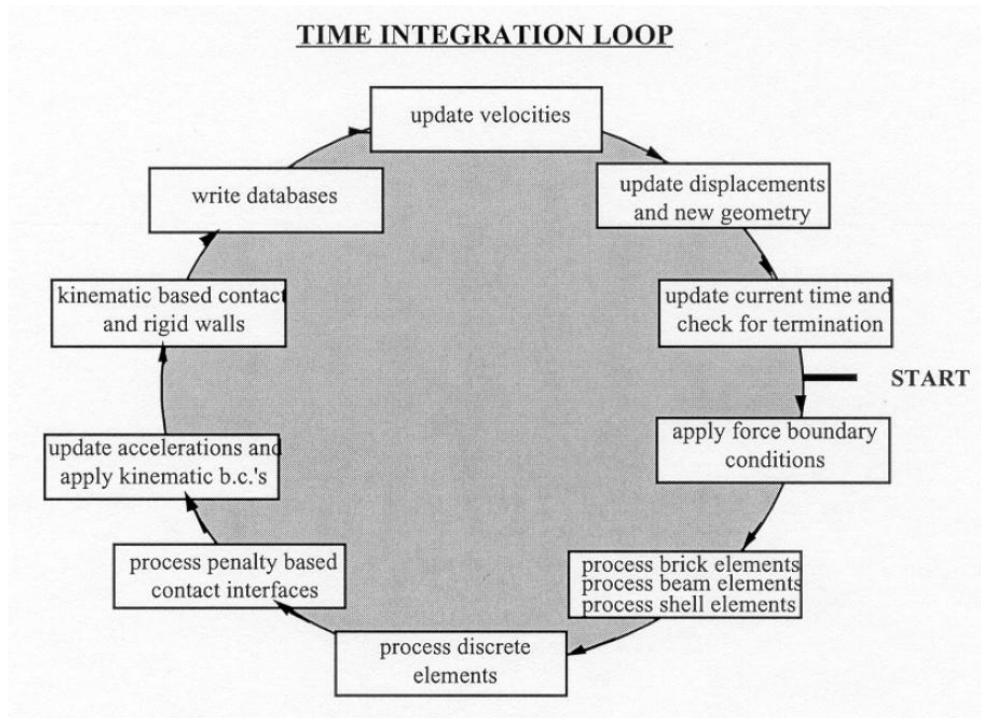 TIME INTEGRATION LOOP
update velocities
update displacements
and new geometry
update current time and
check for termination
START
apply force boundary
conditions
process brick elements
process beam elements
process shell elements
process discrete
elements
process penalty based
contact interfaces
update accelerations and
apply kinematic b.c.'s
kinematic based contact
and rigid walls
write databases